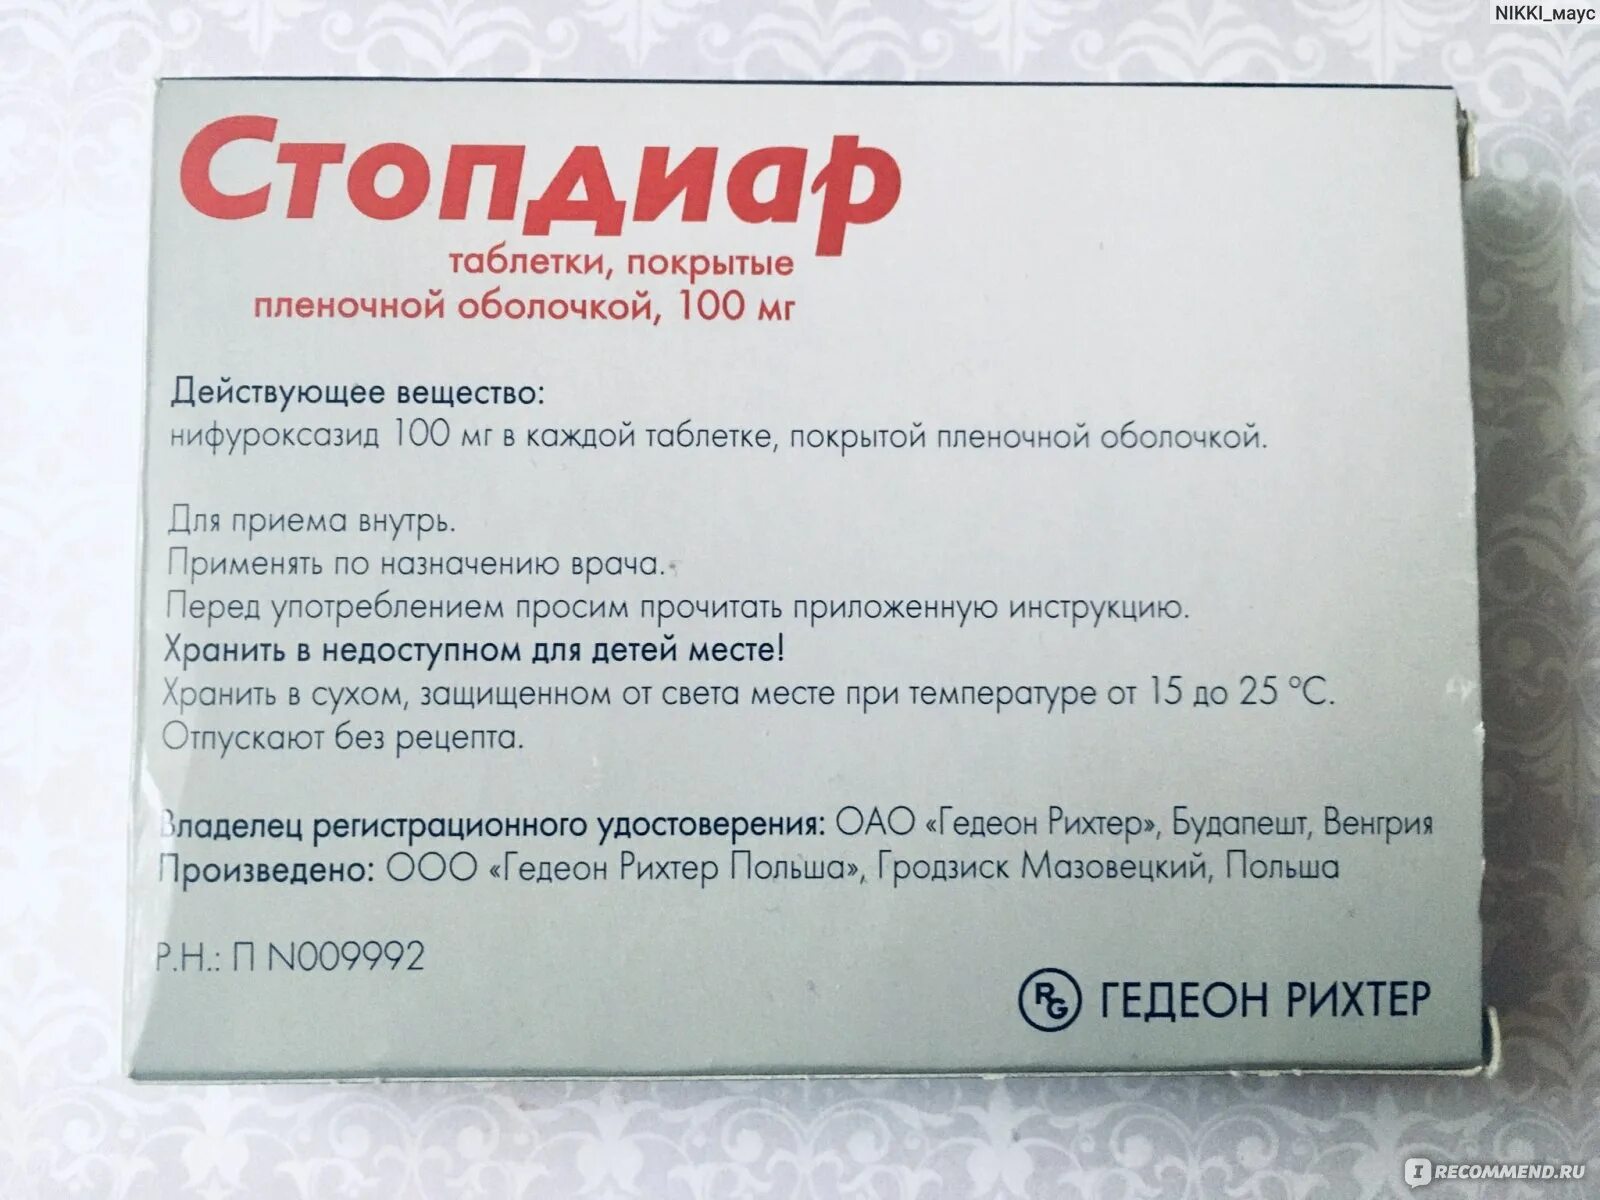 NIKKI_маус
Стопдиар
таблетки, покрытые
пленочной оболочкой, 100 мг
Действующее вещество:
нифуроксазид 100 мг в каждой таблетке, покрытой пленочной оболочкой.
Для приема внутрь.
Применять по назначению врача.
Перед употреблением просим прочитать приложенную инструкцию.
Хранить в недоступном для детей месте!
Хранить в сухом, защищенном от света месте при температуре от 15 до 25 °C.
Отпускают без рецепта.
Владелец регистрационного удостоверения: ОАО «Гедеон Рихтер», Будапешт, Венгрия
Произведено: ООО «Гедеон Рихтер Польша», Гродзиск Мазовецкий, Польша
Р.Н.: П N009992
RG ГЕДЕОН РИХТЕР
I RECOMMEND.RU